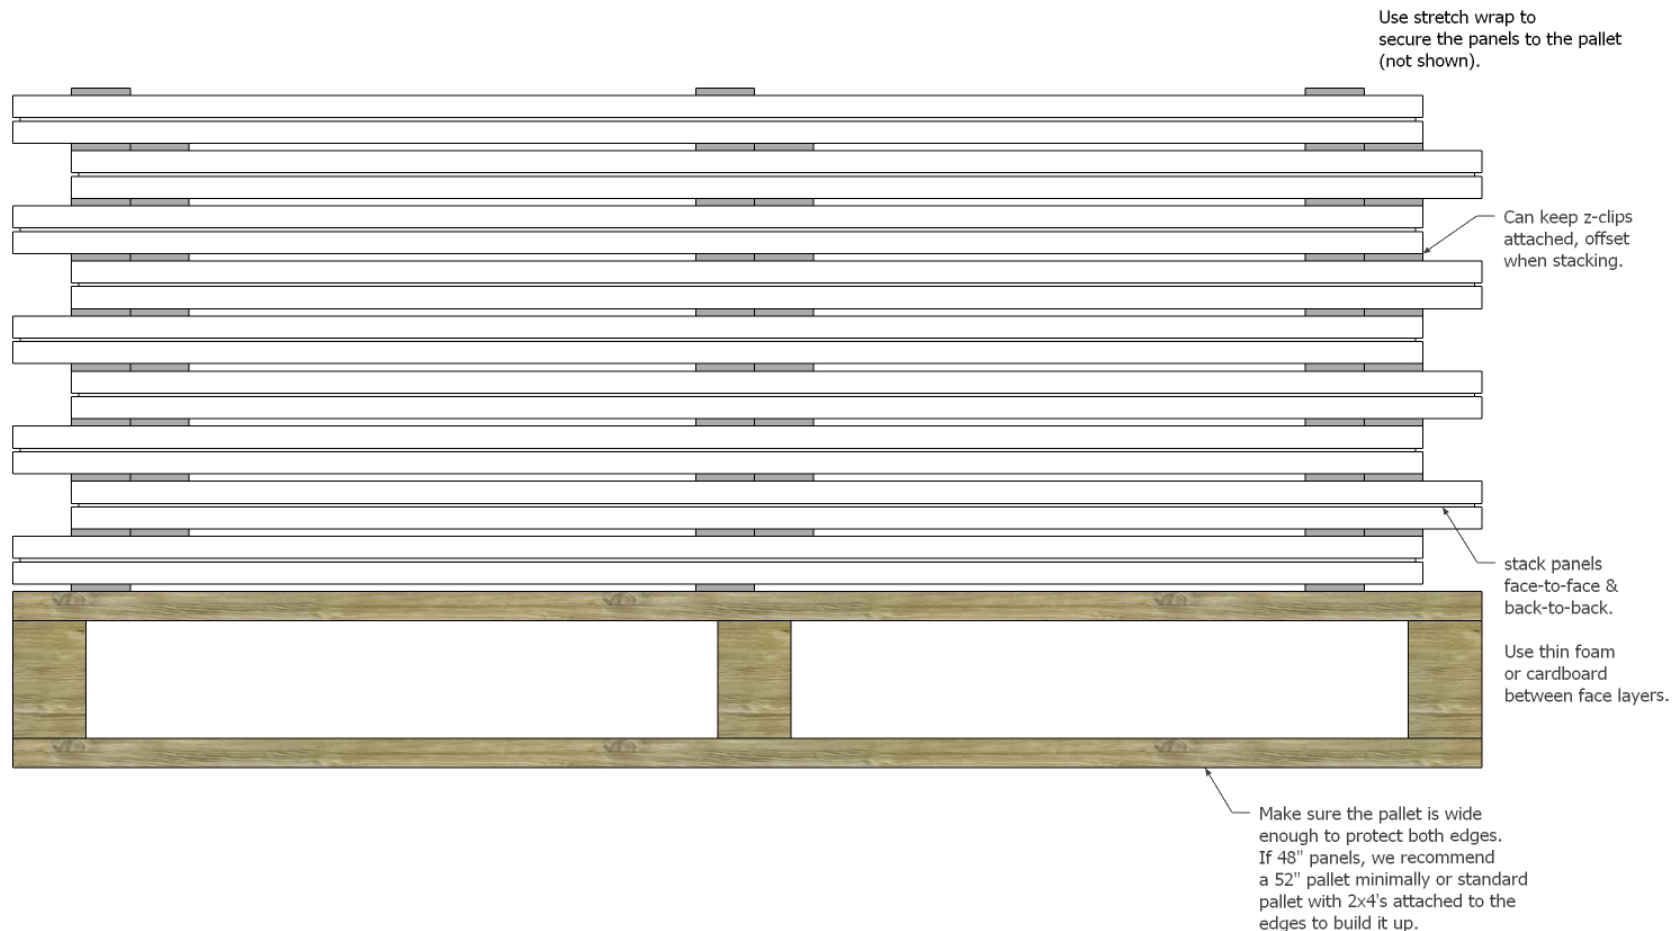 Use stretch wrap to
secure the panels to the pallet
(not shown).
Can keep z-clips
attached, offset
when stacking.
stack panels
face-to-face &
back-to-back.
Use thin foam
or cardboard
between face layers.
Make sure the pallet is wide
enough to protect both edges.
If 48" panels, we recommend
a 52" pallet minimally or standard
pallet with 2x4's attached to the
edges to build it up.